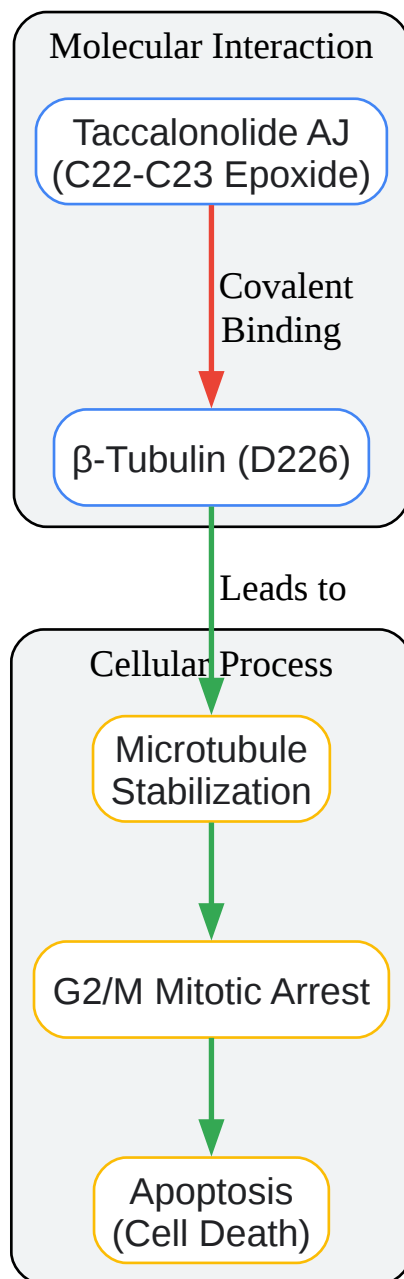 Molecular Interaction
Taccalonolide AJ
(C22-C23 Epoxide)
Covalent
Binding
β-Tubulin (D226)
Leads to
Cellular Process
Microtubule
Stabilization
G2/M Mitotic Arrest
Apoptosis
(Cell Death)